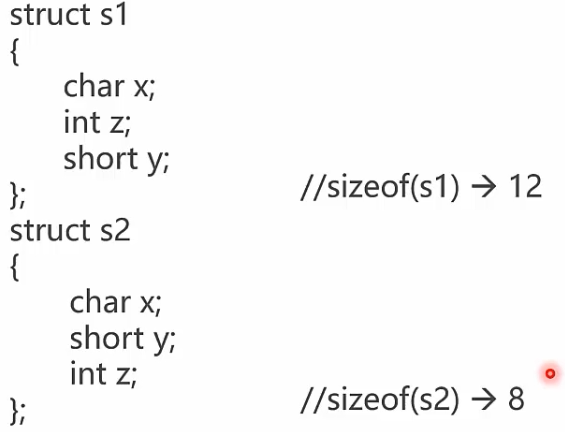 struct s1
{
char x;
int z;
short y;
};
//sizeof(s1) → 12
struct s2
{
char x;
short y;
int z;
};
//sizeof(s2) → 8